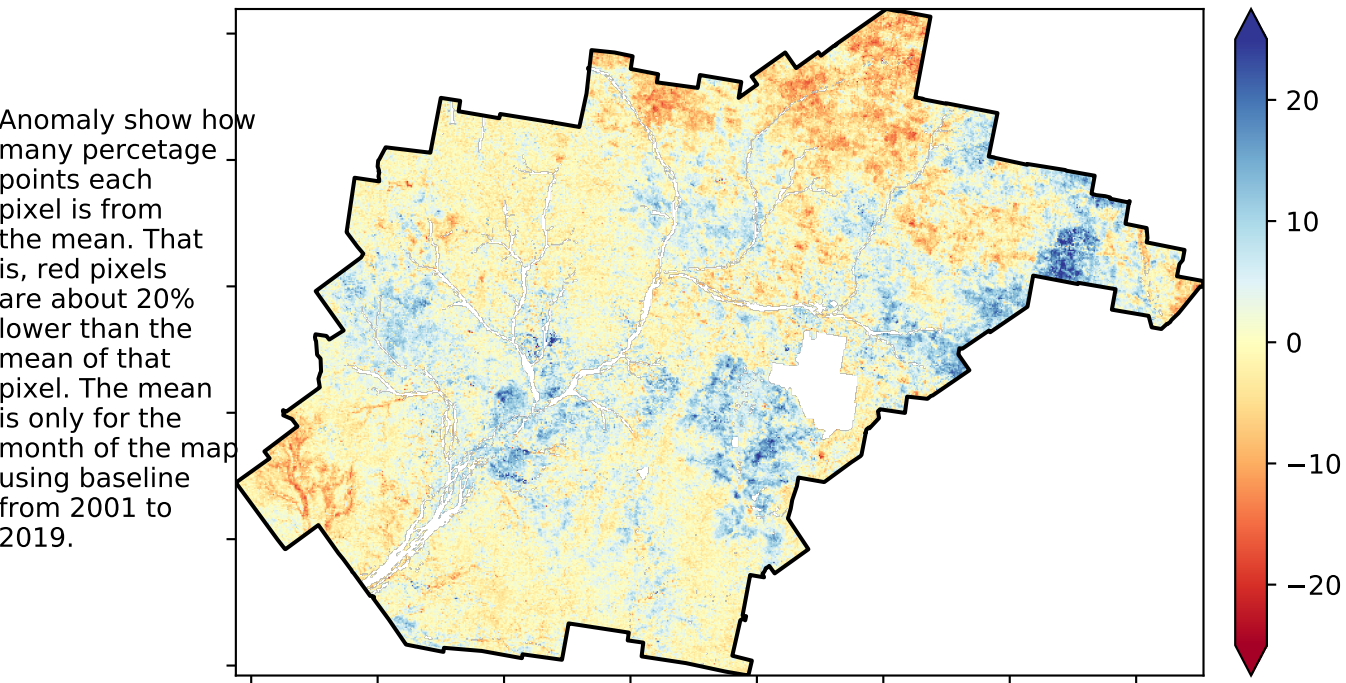 Anomaly show how
many percetage
points each
pixel is from
the mean. That
is, red pixels
are about 20%
lower than the
mean of that
pixel. The mean
is only for the
month of the map
using baseline
from 2001 to
2019.
20
10
0
−10
−20